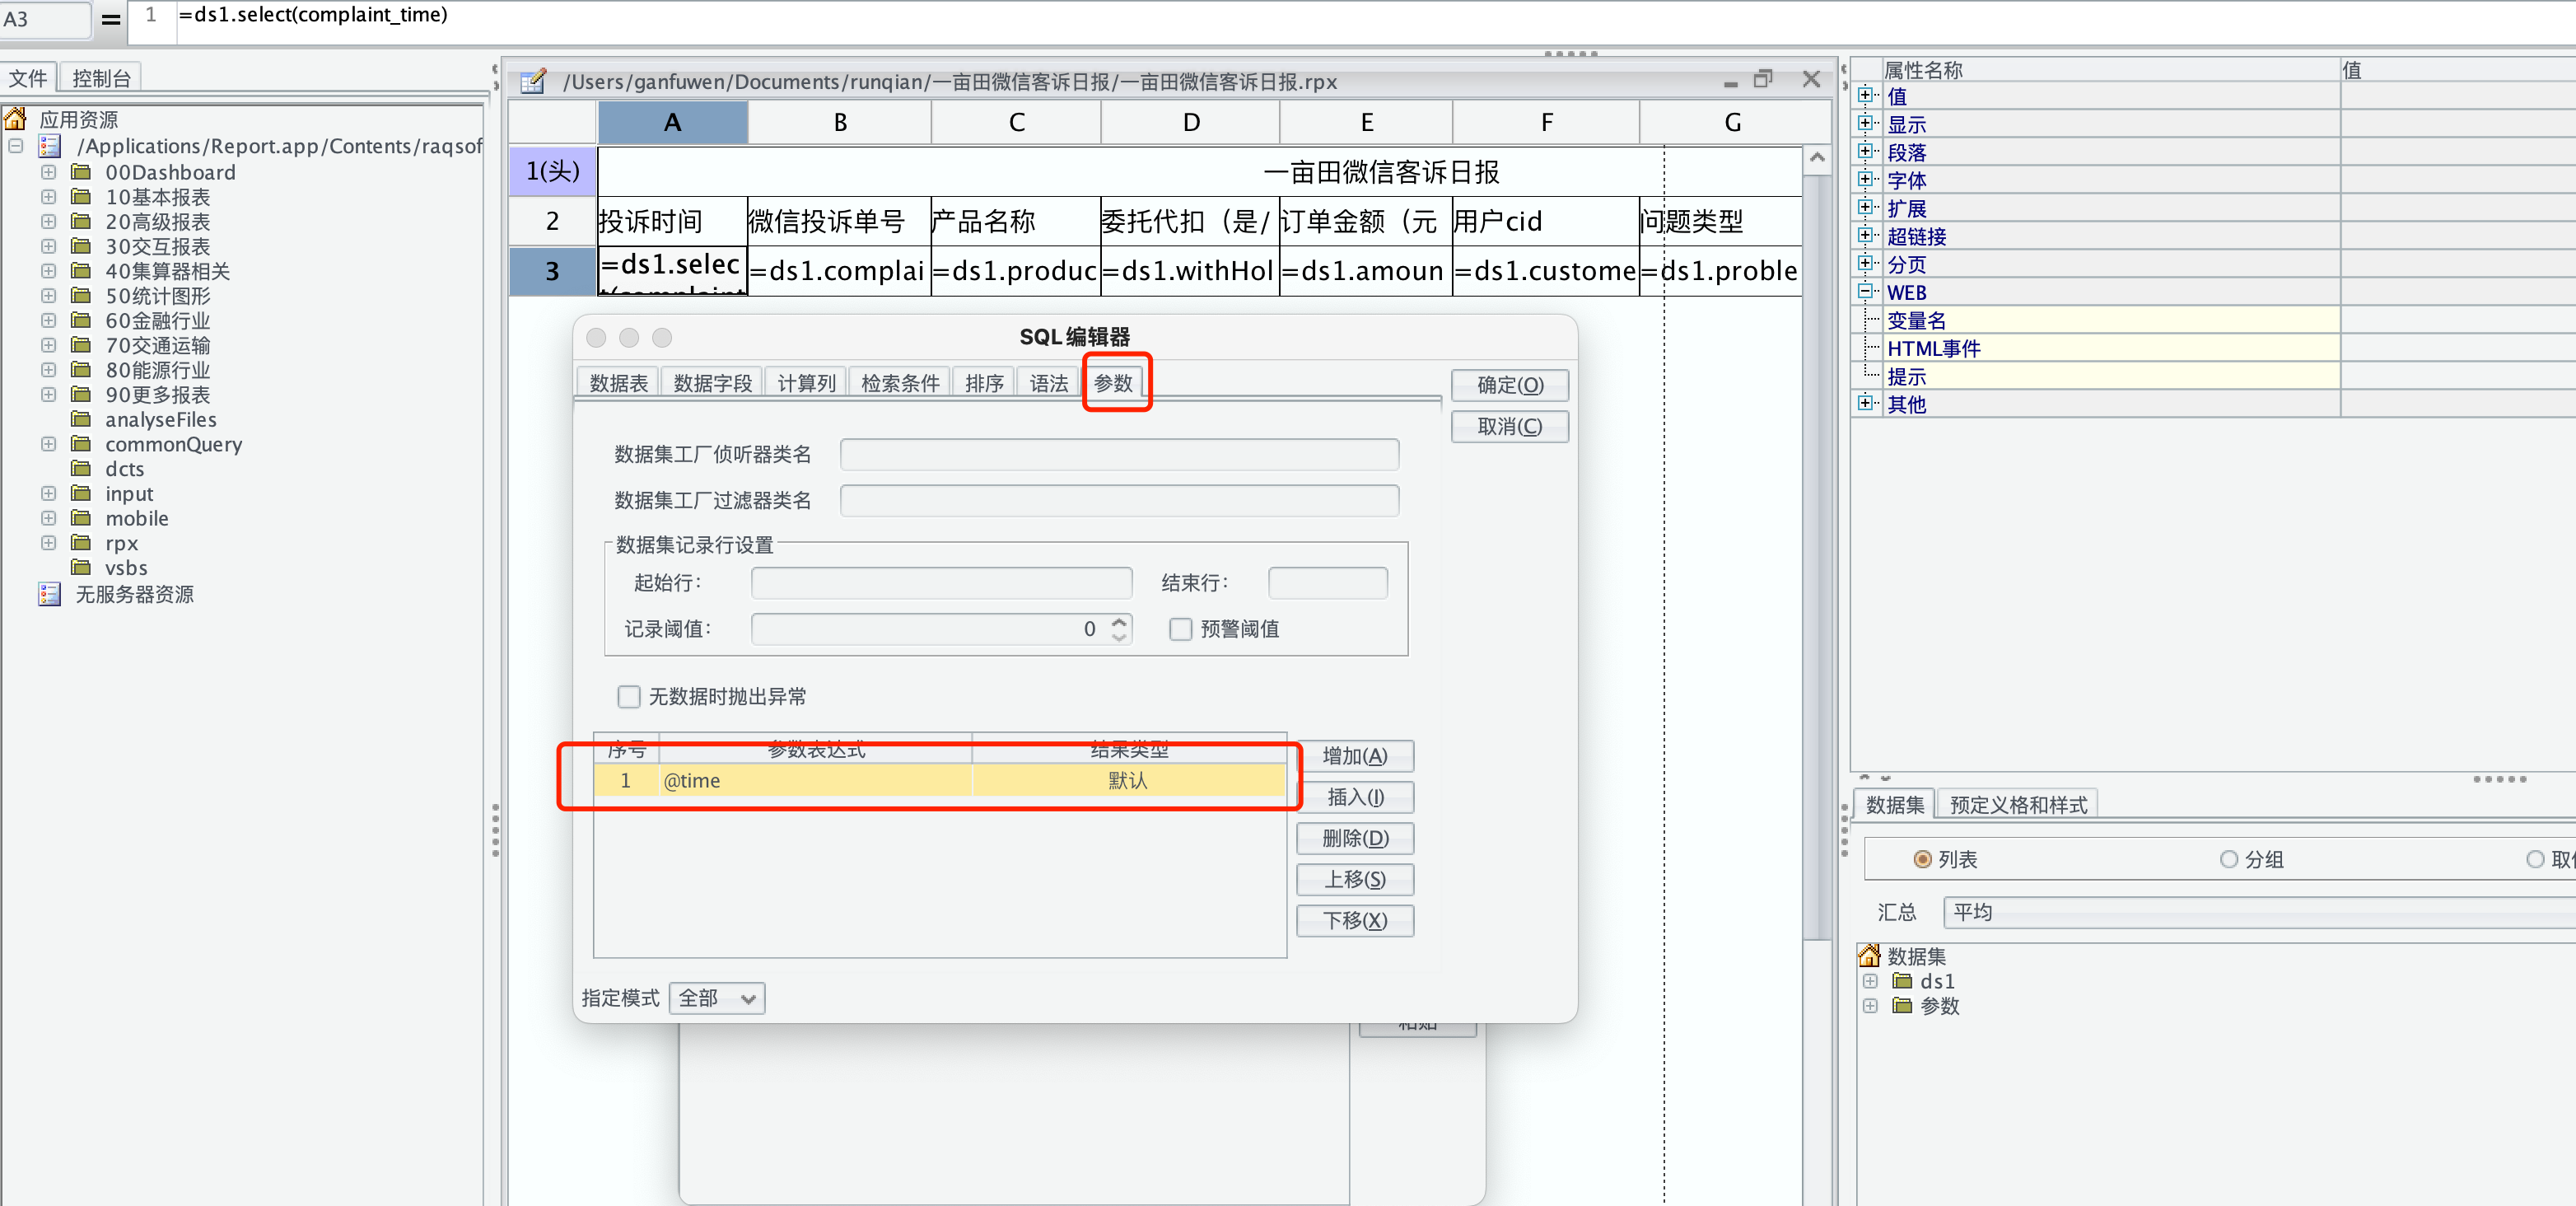 A3
=
1
=ds1.select(complaint_time)
文件
控制台
应用资源
/Applications/Report.app/Contents/raqsof
00Dashboard
10基本报表
20高级报表
30交互报表
40集算器相关
50统计图形
60金融行业
70交通运输
80能源行业
90更多报表
analyseFiles
commonQuery
dcts
input
mobile
rpx
vsbs
无服务器资源
/Users/ganfuwen/Documents/runqian/一亩田微信客诉日报/一亩田微信客诉日报.rpx
A B C D E F G
1(头) 一亩田微信客诉日报
2 投诉时间 微信投诉单号 产品名称 委托代扣（是/ 订单金额（元 用户cid 问题类型
3 =ds1.selec =ds1.complai =ds1.produc =ds1.withHol =ds1.amoun =ds1.custome =ds1.proble
t(complaint
SQL 编辑器
数据表 数据字段 计算列 检索条件 排序 语法 参数
确定(O)
取消(C)
数据集工厂侦听器类名
数据集工厂过滤器类名
数据集记录行设置
起始行：
结束行：
记录阈值：
0
预警阈值
无数据时抛出异常
序号 参数表达式 结果类型
1 @time 默认
增加(A)
插入(I)
删除(D)
上移(S)
下移(X)
指定模式 全部
粘贴
属性名称 值
值
显示
段落
字体
扩展
超链接
分页
WEB
变量名
HTML事件
提示
其他
数据集 预定义格和样式
列表 分组 取
汇总 平均
数据集
ds1
参数